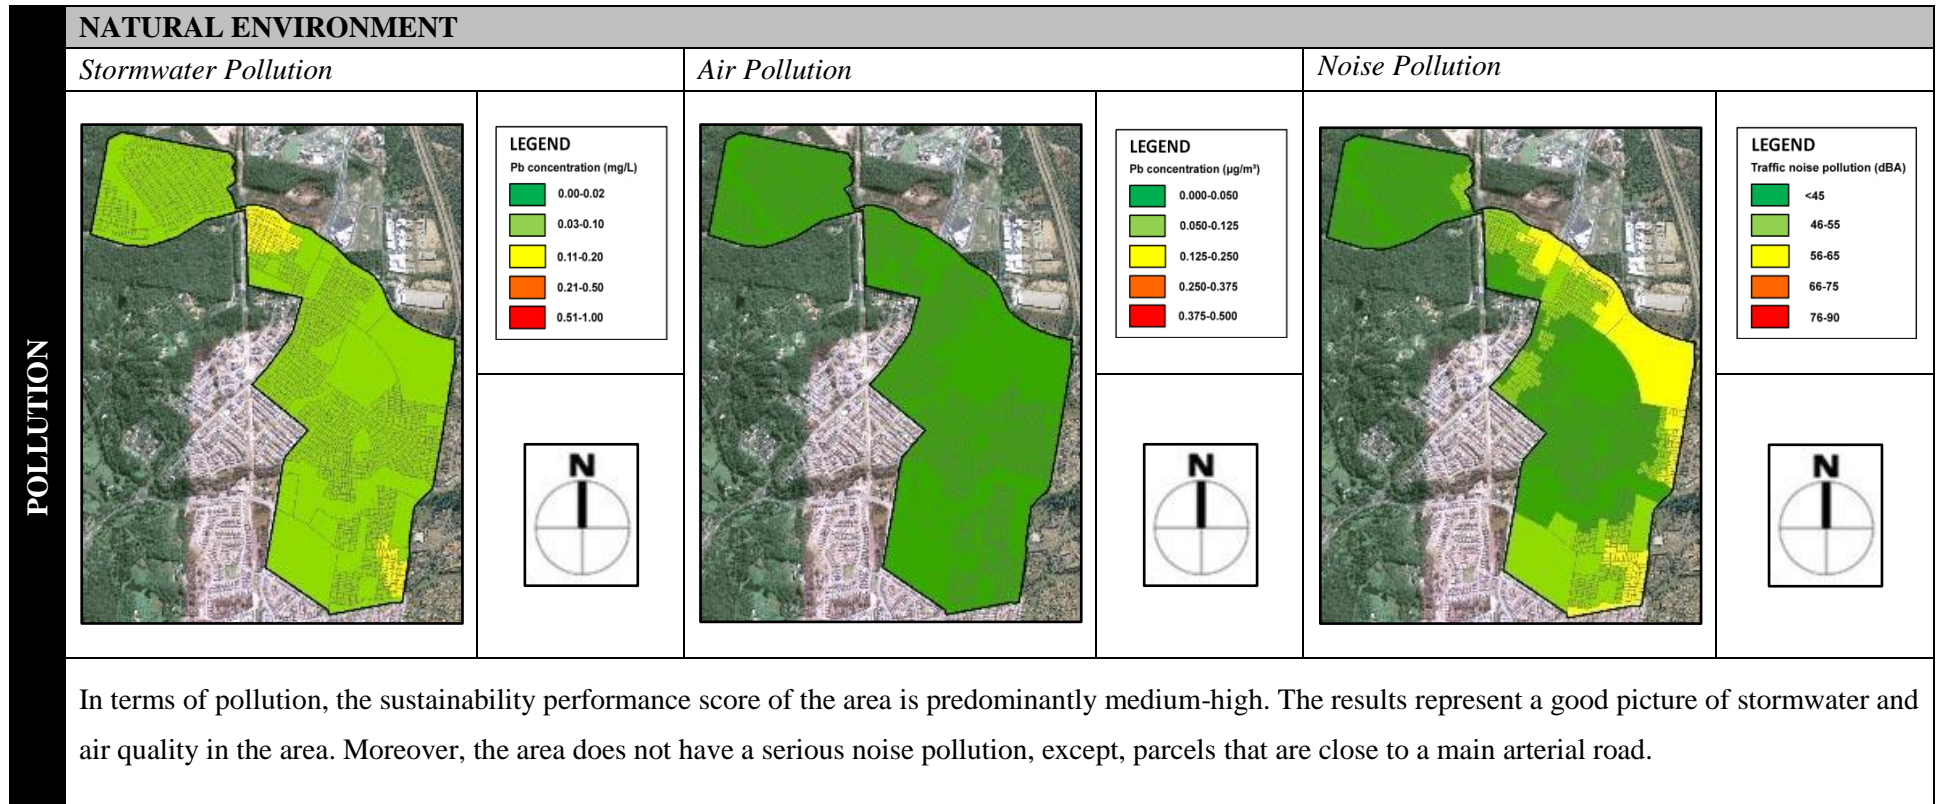 NATURAL ENVIRONMENT
Stormwater Pollution
Air Pollution
Noise Pollution
POLLUTION
LEGEND
Pb concentration (mg/L)
0.00-0.02
0.03-0.10
0.11-0.20
0.21-0.50
0.51-1.00
N
LEGEND
Pb concentration (µg/m³)
0.000-0.050
0.050-0.125
0.125-0.250
0.250-0.375
0.375-0.500
N
LEGEND
Traffic noise pollution (dBA)
<45
46-55
56-65
66-75
76-90
N
In terms of pollution, the sustainability performance score of the area is predominantly medium-high. The results represent a good picture of stormwater and
air quality in the area. Moreover, the area does not have a serious noise pollution, except, parcels that are close to a main arterial road.